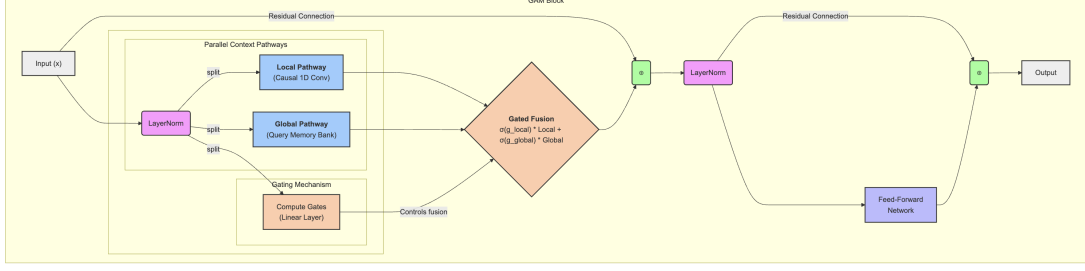 GRM Block
Residual Connection
Residual Connection
Parallel Context Pathways
Input (x)
Local Pathway
(Causal 1D Conv)
split
LayerNorm
split
Global Pathway
(Query Memory Bank)
split
Gating Mechanism
Compute Gates
(Linear Layer)
Controls fusion
Gated Fusion
σ(g_local) * Local +
σ(g_global) * Global
⊕
LayerNorm
⊕
Output
Feed-Forward
Network